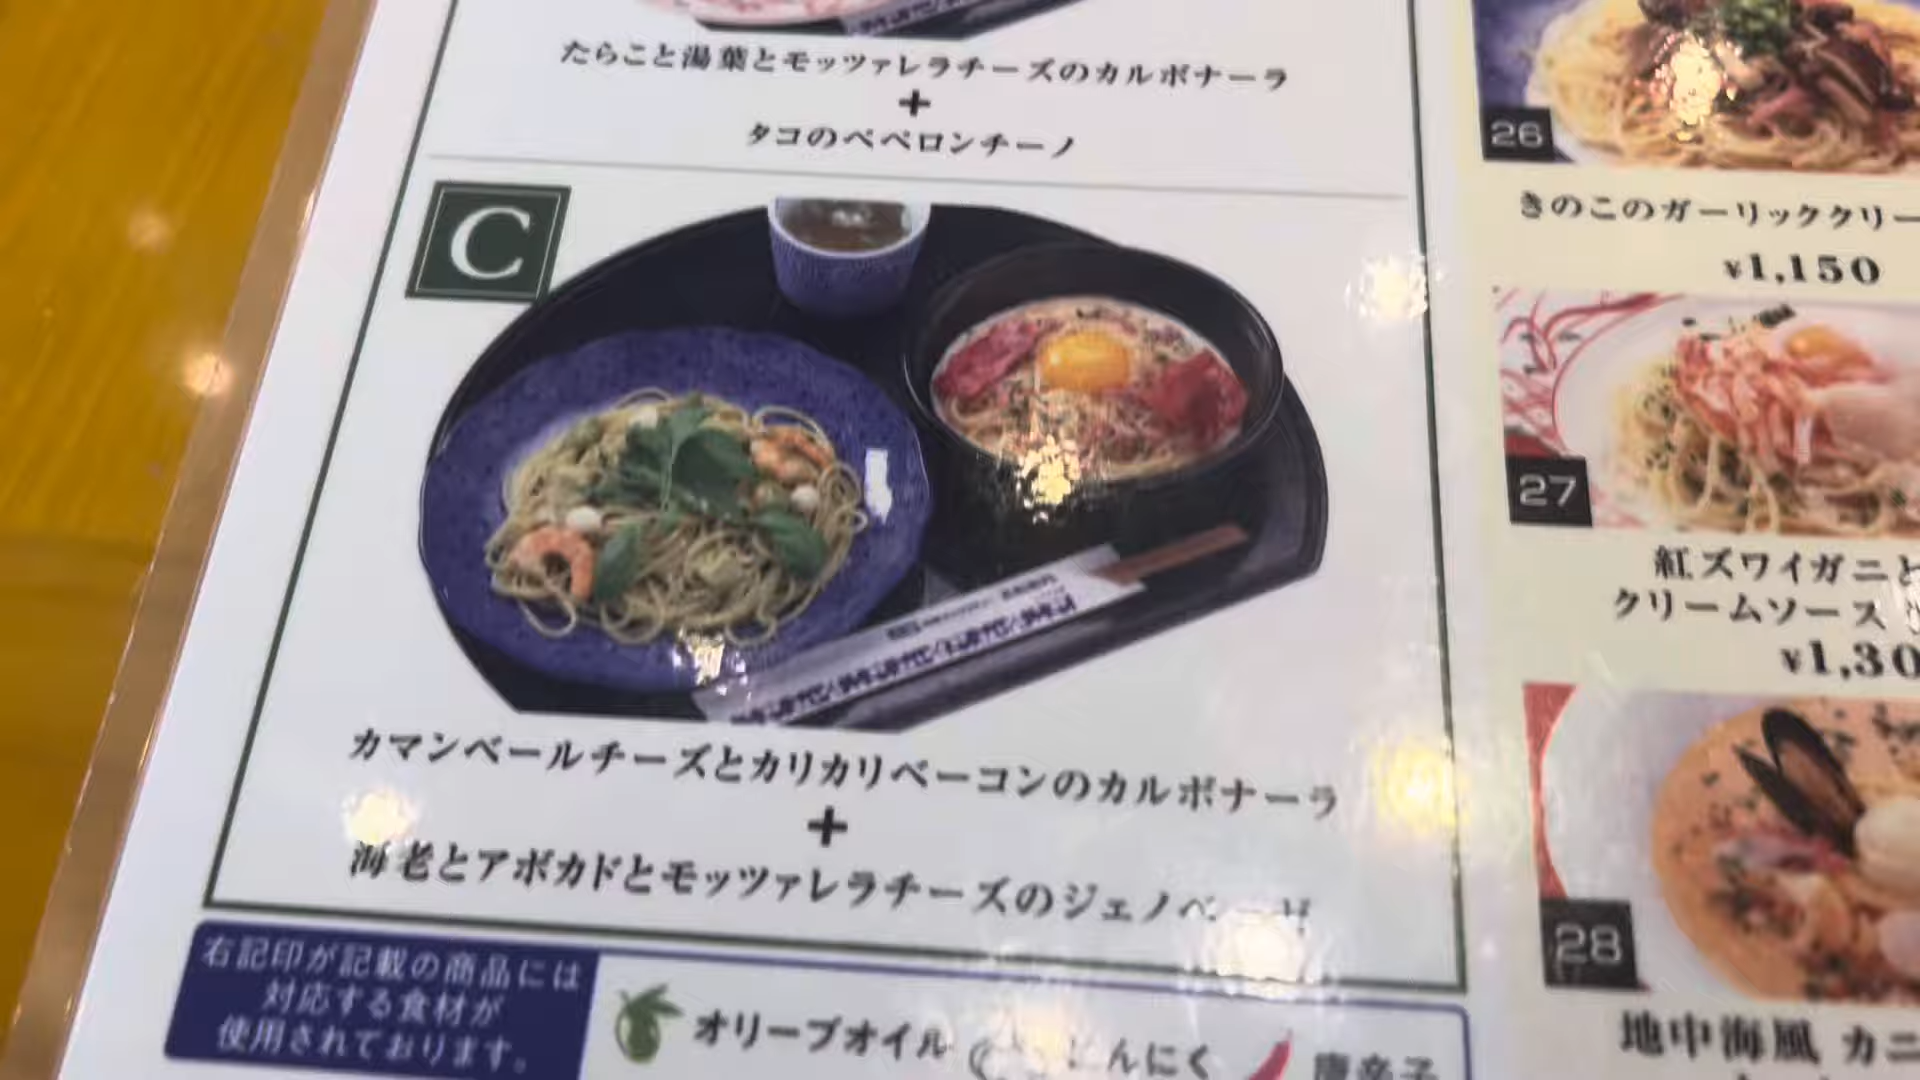 たらこと湯葉とモッツァレラチーズのカルボナーラ
+
タコのペペロンチーノ
C
カマンベールチーズとカリカリベーコンのカルボナーラ
+
海老とアボカドとモッツァレラチーズのジェノベ
右記印が記載の商品には
対応する食材が
使用されております。
オリーブオイル
んにく
唐辛子
26
きのこのガーリッククリー
¥1,150
27
紅ズワイガニと
クリームソース
¥1,30
28
地中海風 カニ